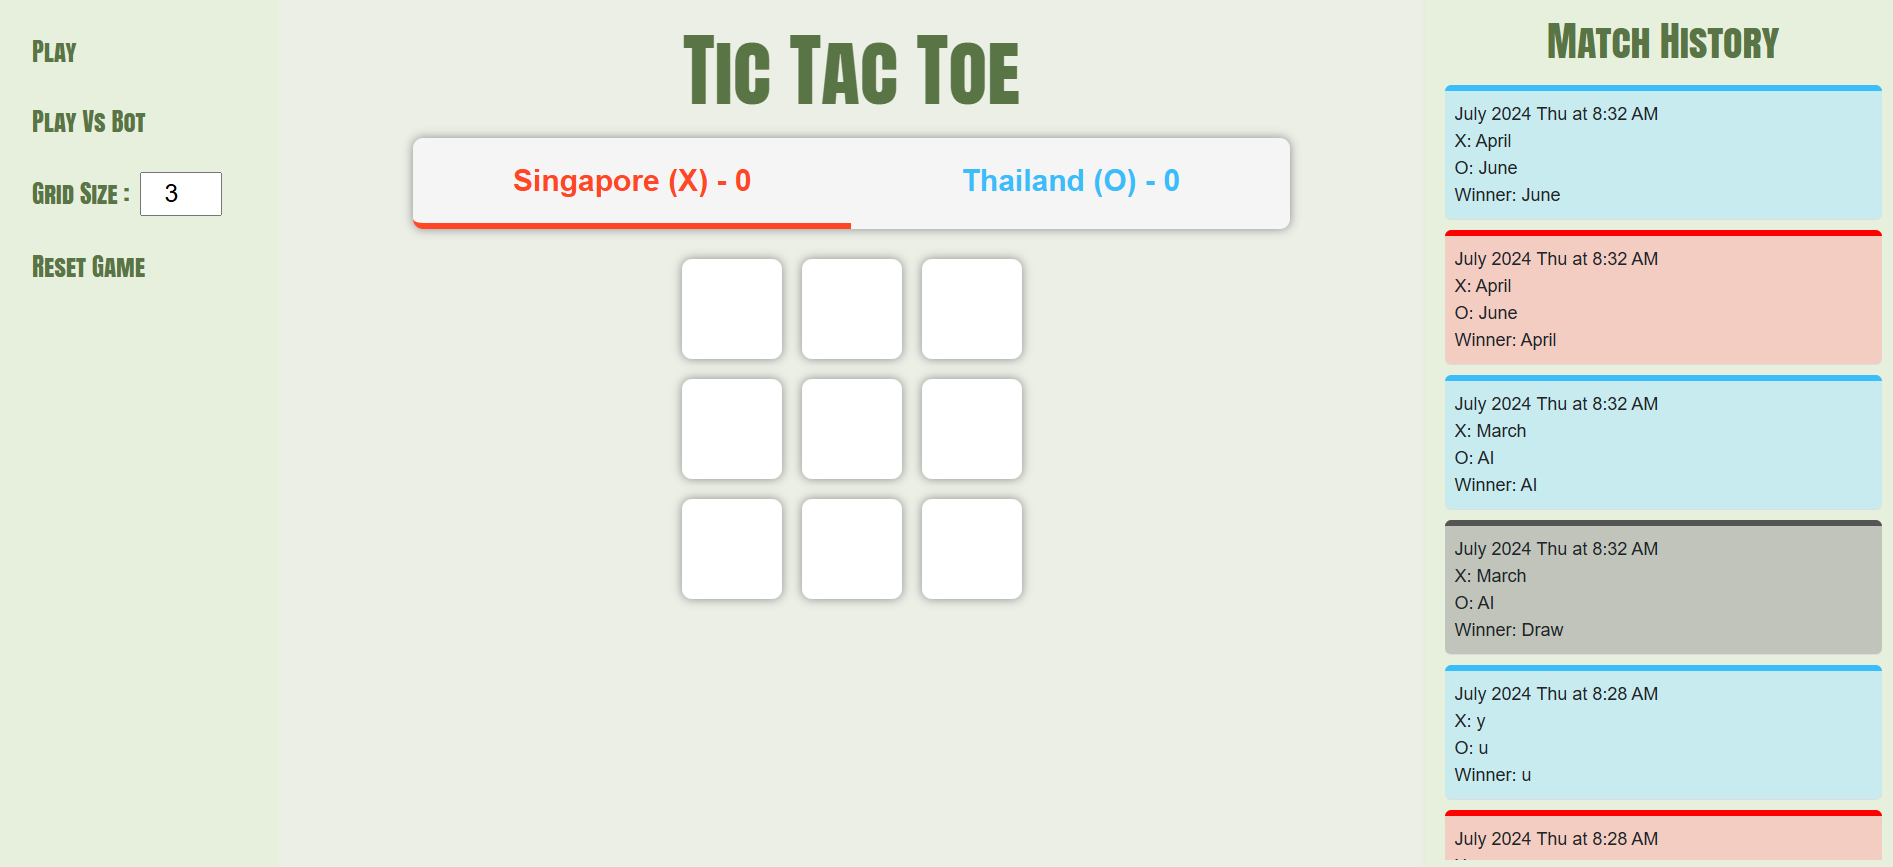 Play
Play Vs Bot
Grid Size : 3
Reset Game
Tic Tac Toe
Singapore (X) - 0 Thailand (O) - 0
Match History
July 2024 Thu at 8:32 AM
X: April
O: June
Winner: June
July 2024 Thu at 8:32 AM
X: April
O: June
Winner: April
July 2024 Thu at 8:32 AM
X: March
O: AI
Winner: AI
July 2024 Thu at 8:32 AM
X: March
O: AI
Winner: Draw
July 2024 Thu at 8:28 AM
X: y
O: u
Winner: u
July 2024 Thu at 8:28 AM